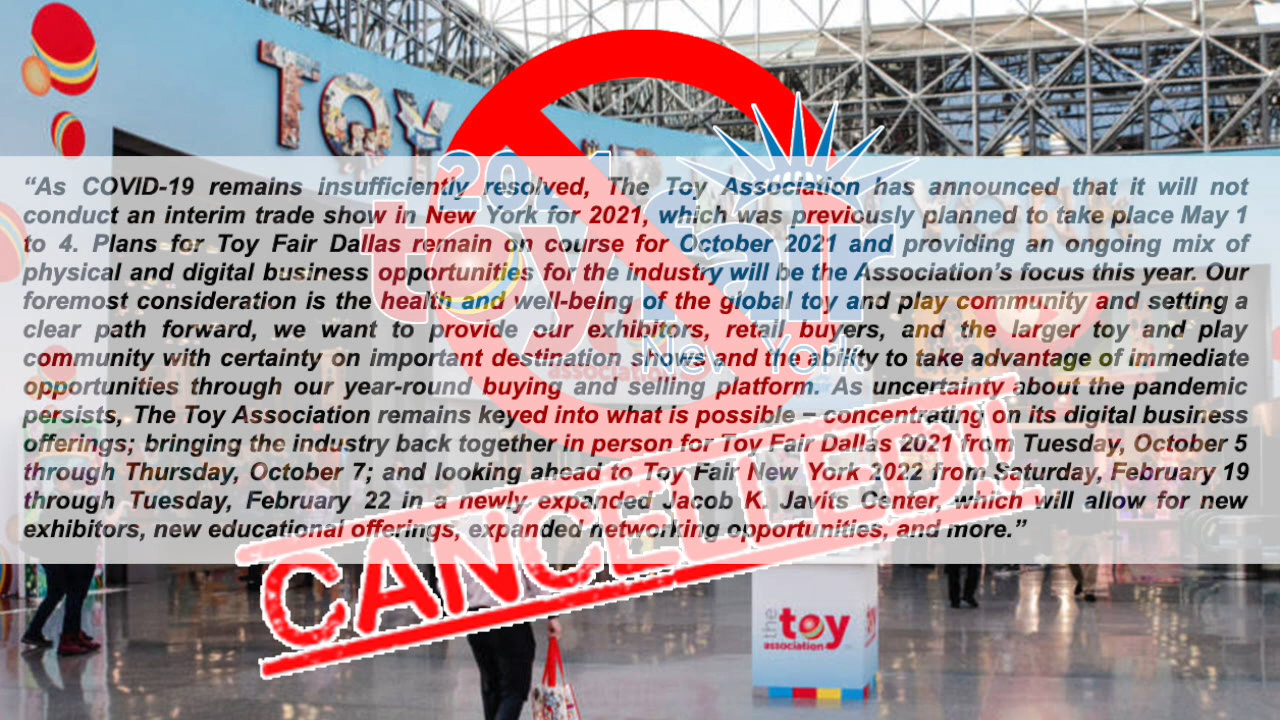 TOY
2021
toy fair
New York
association
“As COVID-19 remains insufficiently resolved, The Toy Association has announced that it will not
conduct an interim trade show in New York for 2021, which was previously planned to take place May 1
to 4. Plans for Toy Fair Dallas remain on course for October 2021 and providing an ongoing mix of
physical and digital business opportunities for the industry will be the Association’s focus this year. Our
foremost consideration is the health and well-being of the global toy and play community and setting a
clear path forward, we want to provide our exhibitors, retail buyers, and the larger toy and play
community with certainty on important destination shows and the ability to take advantage of immediate
opportunities through our year-round buying and selling platform. As uncertainty about the pandemic
persists, The Toy Association remains keyed into what is possible – concentrating on its digital business
offerings; bringing the industry back together in person for Toy Fair Dallas 2021 from Tuesday, October 5
through Thursday, October 7; and looking ahead to Toy Fair New York 2022 from Saturday, February 19
through Tuesday, February 22 in a newly expanded Jacob K. Javits Center, which will allow for new
exhibitors, new educational offerings, expanded networking opportunities, and more.”
CANCELLED!!
the toy
association